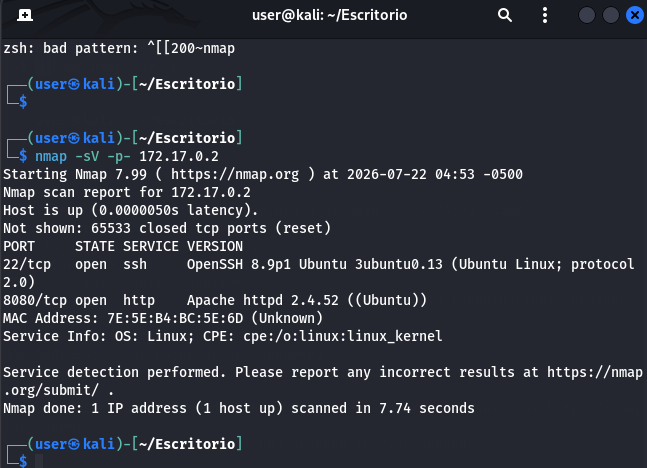 user@kali: ~/Escritorio
zsh: bad pattern: ^[[200~nmap
┌──(user㉿kali)-[~/Escritorio]
└─$
┌──(user㉿kali)-[~/Escritorio]
└─$ nmap -sV -p- 172.17.0.2
Starting Nmap 7.99 ( https://nmap.org ) at 2026-07-22 04:53 -0500
Nmap scan report for 172.17.0.2
Host is up (0.0000050s latency).
Not shown: 65533 closed tcp ports (reset)
PORT     STATE SERVICE VERSION
22/tcp   open  ssh     OpenSSH 8.9p1 Ubuntu 3ubuntu0.13 (Ubuntu Linux; protocol
2.0)
8080/tcp open  http    Apache httpd 2.4.52 ((Ubuntu))
MAC Address: 7E:5E:B4:BC:5E:6D (Unknown)
Service Info: OS: Linux; CPE: cpe:/o:linux:linux_kernel
Service detection performed. Please report any incorrect results at https://nmap
.org/submit/ .
Nmap done: 1 IP address (1 host up) scanned in 7.74 seconds
┌──(user㉿kali)-[~/Escritorio]
└─$